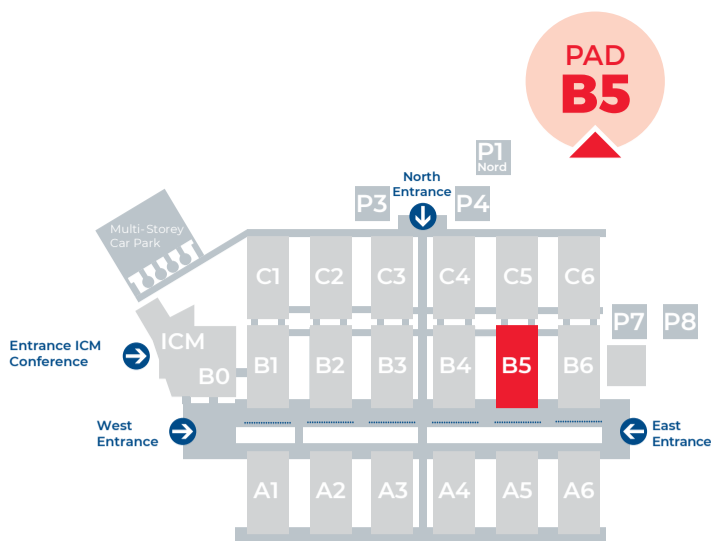 PAD
B5
P1
Nord
North
Entrance
P3
P4
Multi-Storey
Car Park
C1
C2
C3
C4
C5
C6
P7
P8
Entrance ICM
Conference
ICM
B0
B1
B2
B3
B4
B5
B6
West
Entrance
East
Entrance
A1
A2
A3
A4
A5
A6